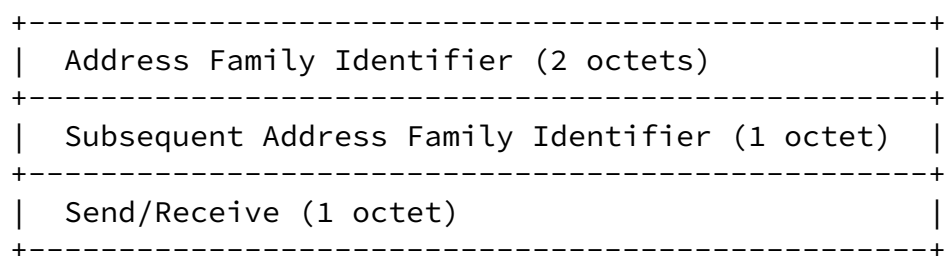 Address Family Identifier (2 octets)
Subsequent Address Family Identifier (1 octet)
Send/Receive (1 octet)